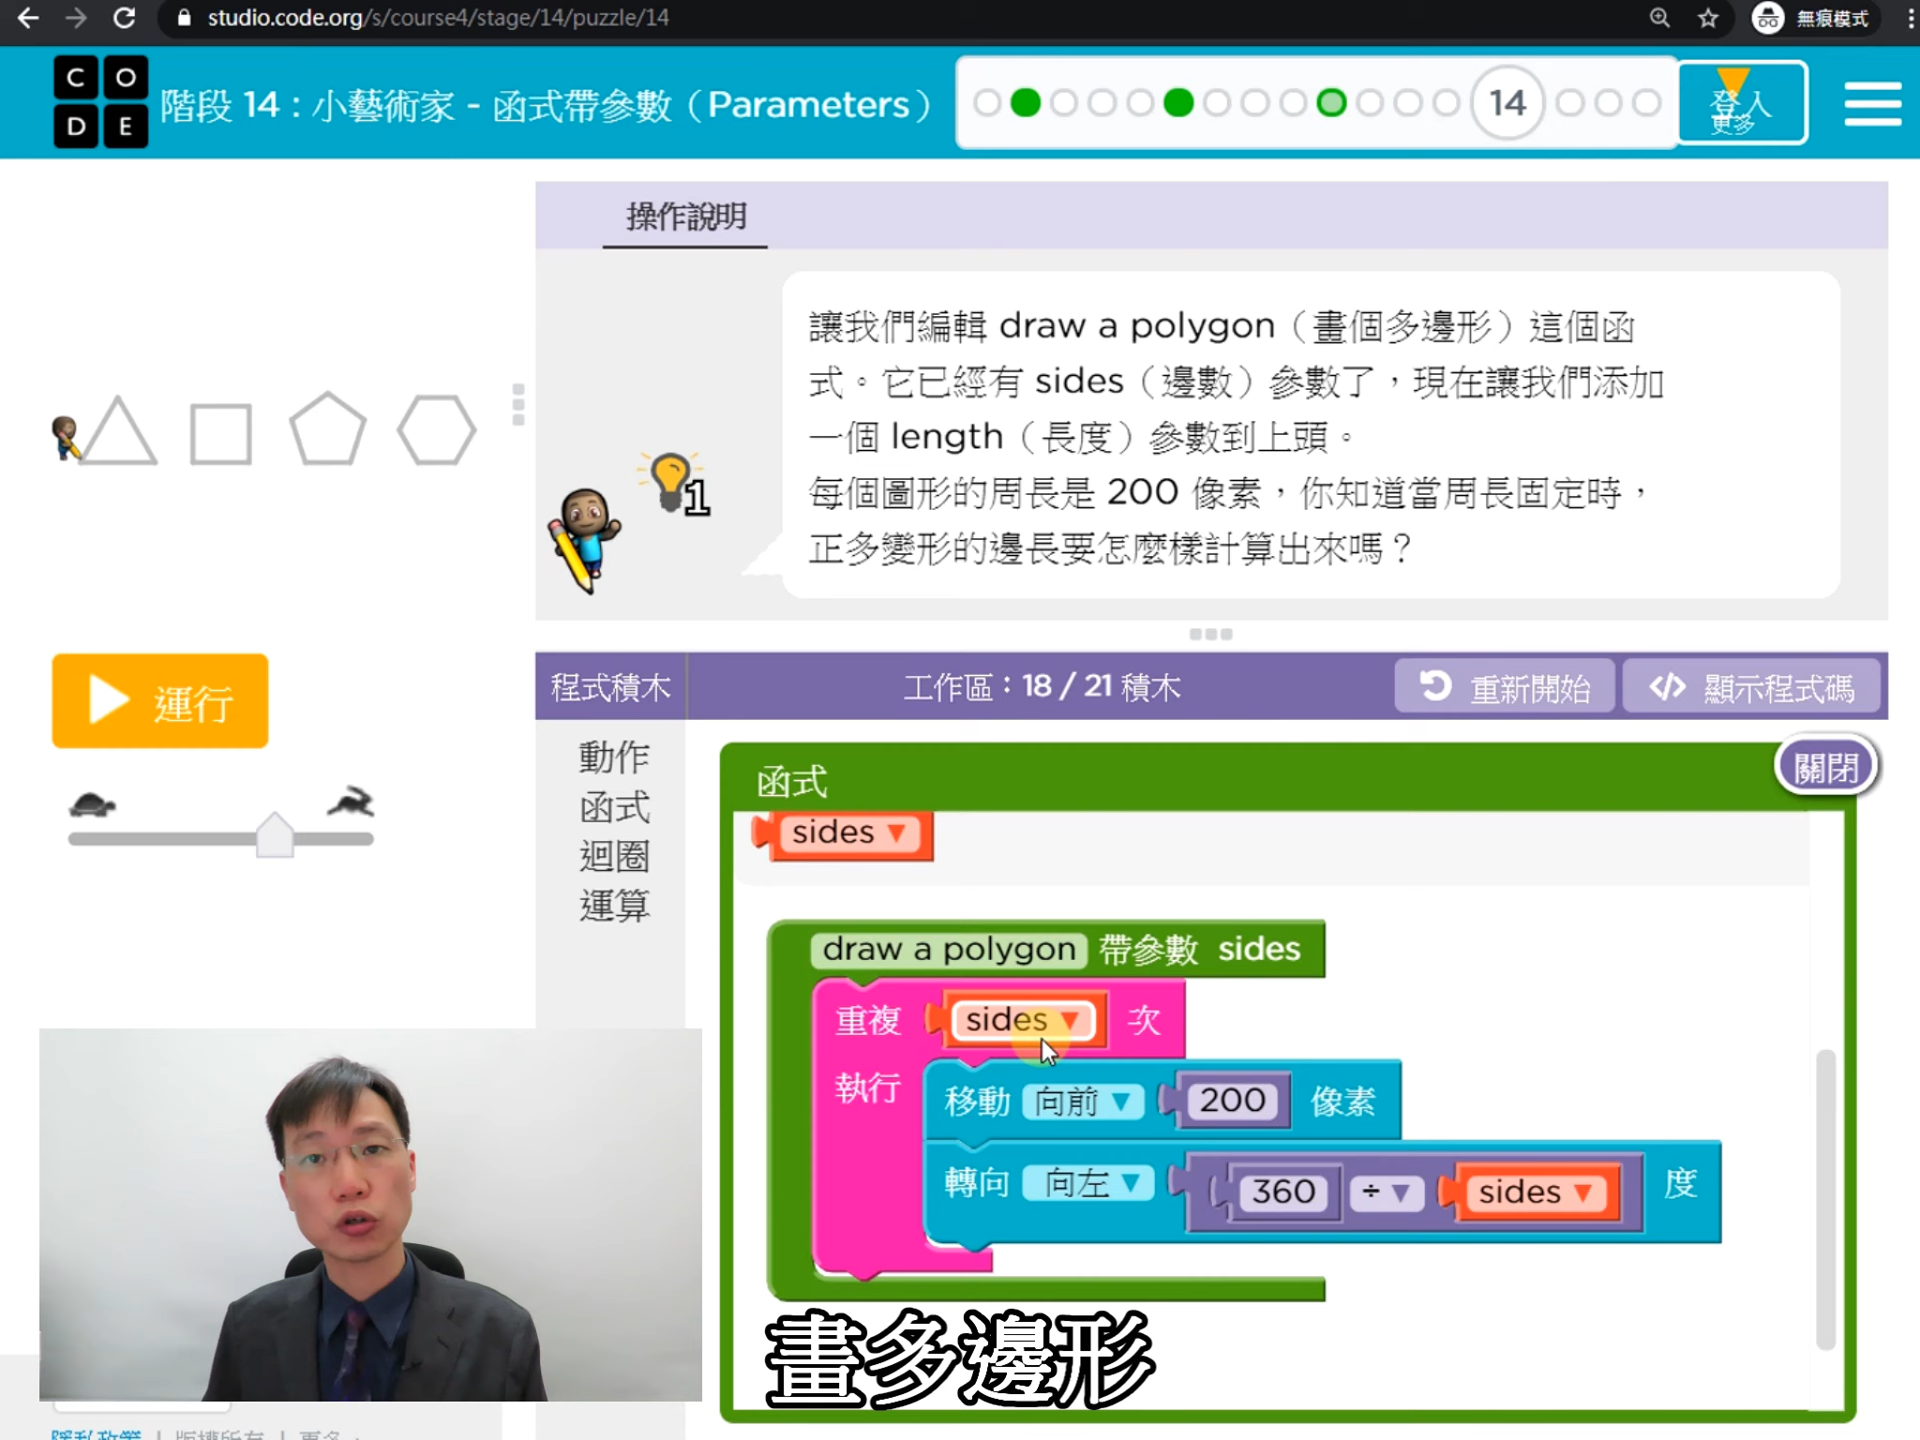 studio.code.org/s/course4/stage/14/puzzle/14
無痕模式
C O D E
階段 14：小藝術家 - 函式帶參數（Parameters）
14
登入
更多
操作說明
讓我們編輯 draw a polygon（畫個多邊形）這個函
式。它已經有 sides（邊數）參數了，現在讓我們添加
一個 length（長度）參數到上頭。
每個圖形的周長是 200 像素，你知道當周長固定時，
正多變形的邊長要怎麼樣計算出來嗎？
1
運行
程式積木
工作區：18 / 21 積木
重新開始
顯示程式碼
動作
函式
迴圈
運算
函式
關閉
sides
draw a polygon 帶參數 sides
重複 sides 次
執行
移動 向前 200 像素
轉向 向左 360 ÷ sides 度
畫多邊形